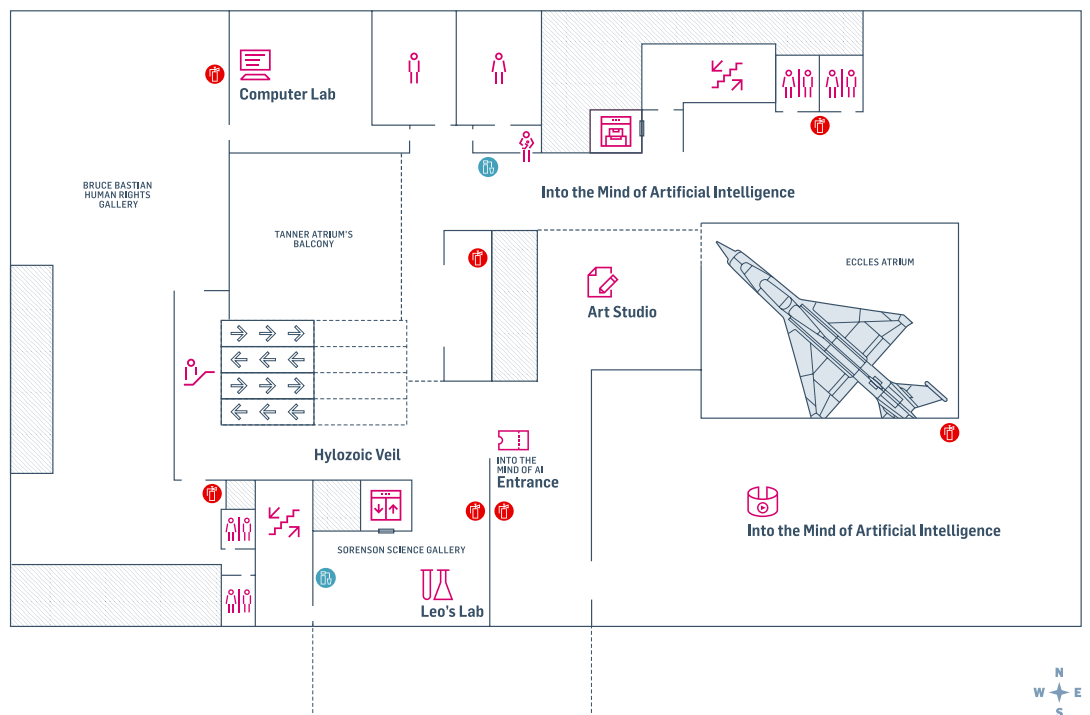 Computer Lab
BRUCE BASTIAN
HUMAN RIGHTS
GALLERY
Into the Mind of Artificial Intelligence
TANNER ATRIUM'S
BALCONY
ECCLES ATRIUM
Art Studio
Hylozoic Veil
INTO THE
MIND OF AI
Entrance
Into the Mind of Artificial Intelligence
SORENSON SCIENCE GALLERY
Leo's Lab
N
W E
S